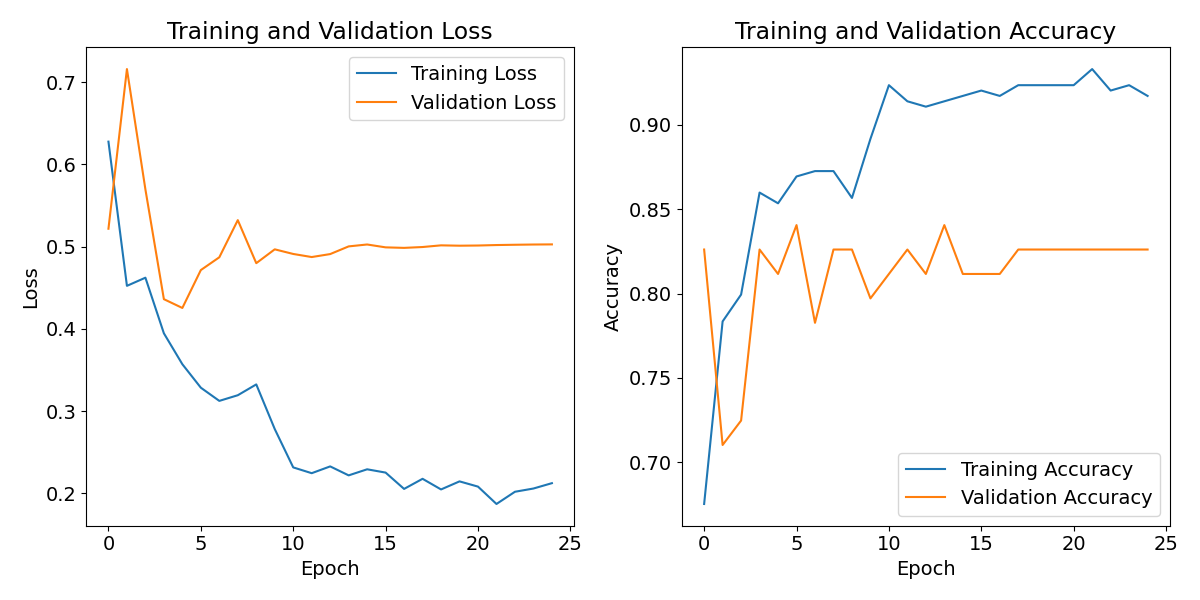 Training and Validation Loss
Training Loss
Validation Loss
0.7
0.6
0.5
0.4
0.3
0.2
Loss
0 5 10 15 20 25
Epoch
Training and Validation Accuracy
0.90
0.85
0.80
0.75
0.70
Accuracy
Training Accuracy
Validation Accuracy
0 5 10 15 20 25
Epoch